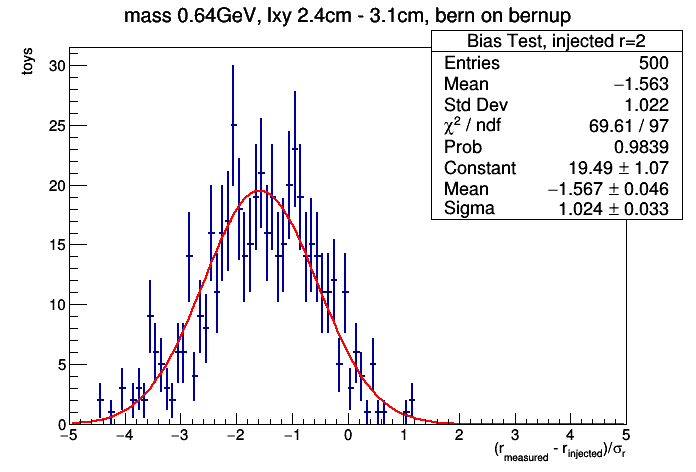 mass 0.64GeV, lxy 2.4cm - 3.1cm, bern on bernup
toys
Bias Test, injected r=2
Entries 500
Mean −1.563
Std Dev 1.022
χ² / ndf 69.61 / 97
Prob 0.9839
Constant 19.49 ± 1.07
Mean −1.567 ± 0.046
Sigma 1.024 ± 0.033
30
25
20
15
10
5
0
−5 −4 −3 −2 −1 0 1 2 3 4 5
(r_measured - r_injected)/σ_r